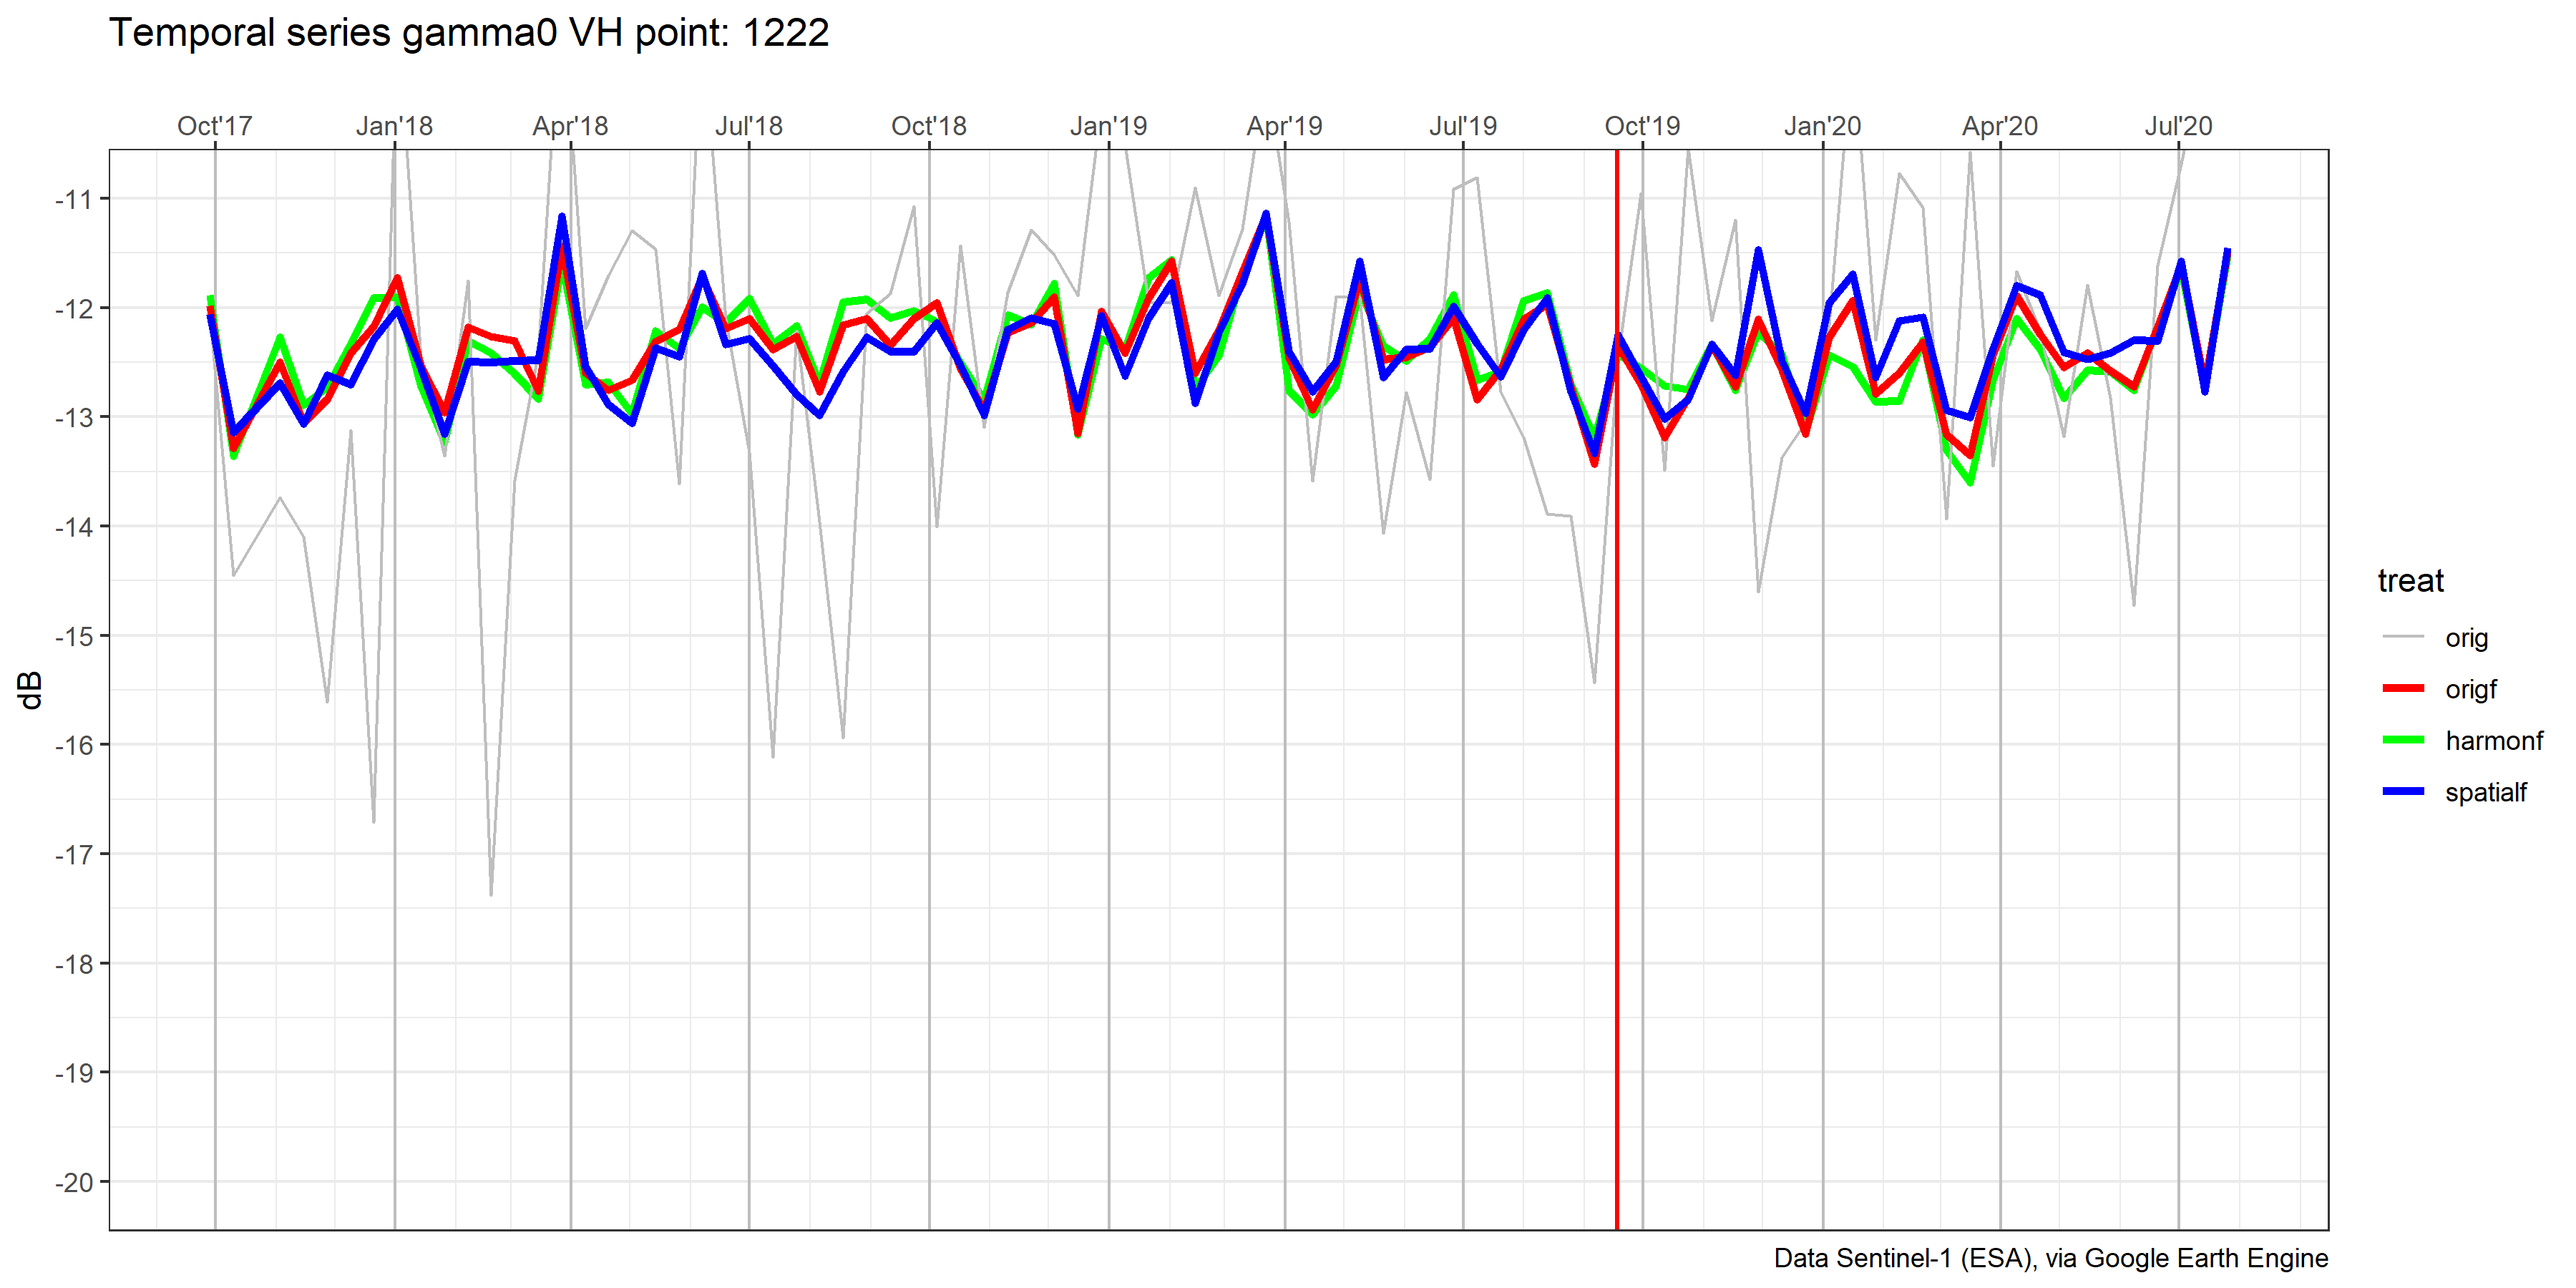 Temporal series gamma0 VH point: 1222
Oct'17 Jan'18 Apr'18 Jul'18 Oct'18 Jan'19 Apr'19 Jul'19 Oct'19 Jan'20 Apr'20 Jul'20
-11
-12
-13
-14
-15
-16
-17
-18
-19
-20
dB
treat
orig
origf
harmonf
spatialf
Data Sentinel-1 (ESA), via Google Earth Engine